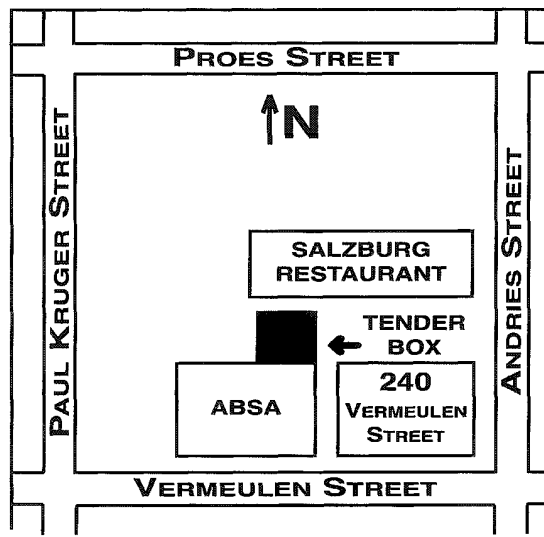 PROES STREET
N
PAUL KRUGER STREET
ANDRIES STREET
SALZBURG
RESTAURANT
TENDER
BOX
ABSA
240
VERMEULEN
STREET
VERMEULEN STREET